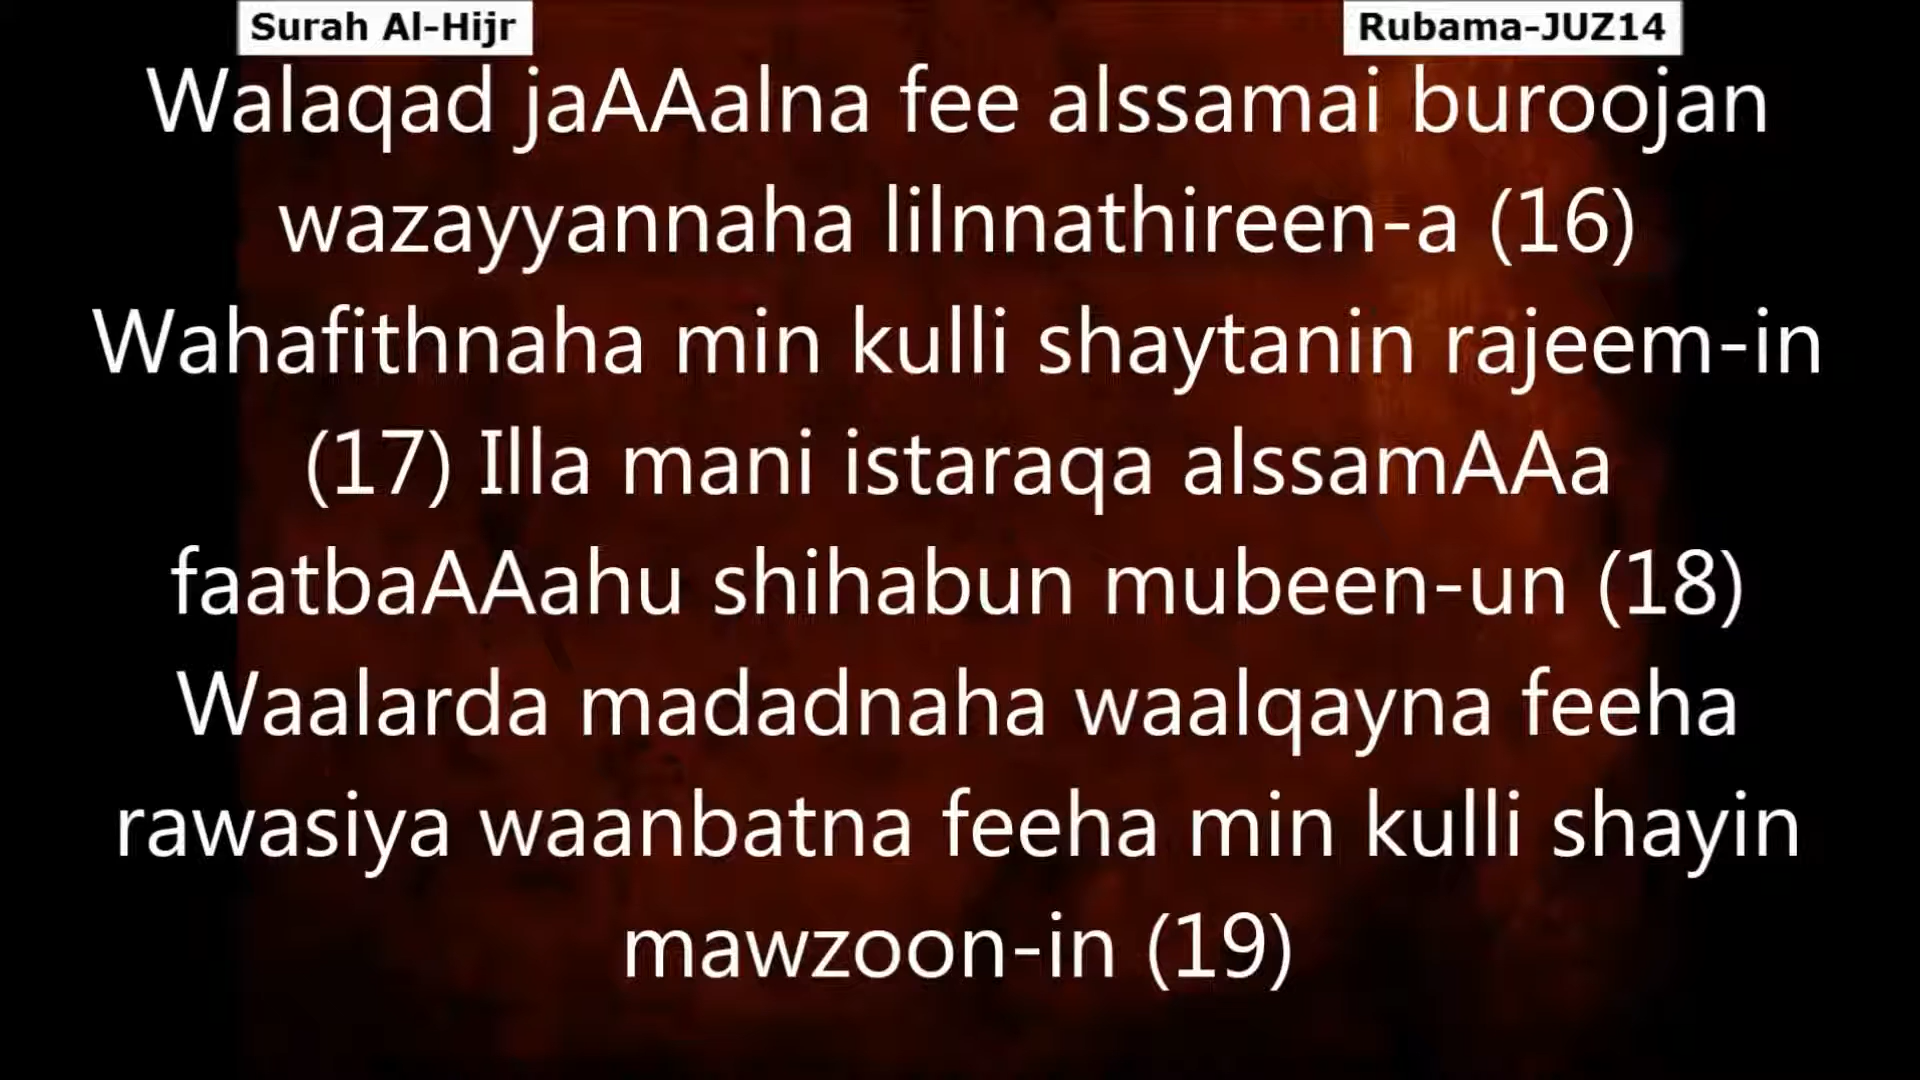 Surah Al-Hijr
Rubama-JUZ14
Walaqad jaAAalna fee alssamai buroojan
wazayyannaha lilnnathireen-a (16)
Wahafithnaha min kulli shaytanin rajeem-in
(17) Illa mani istaraqa alssamAAa
faatbaAAahu shihabun mubeen-un (18)
Waalarda madadnaha waalqayna feeha
rawasiya waanbatna feeha min kulli shayin
mawzoon-in (19)